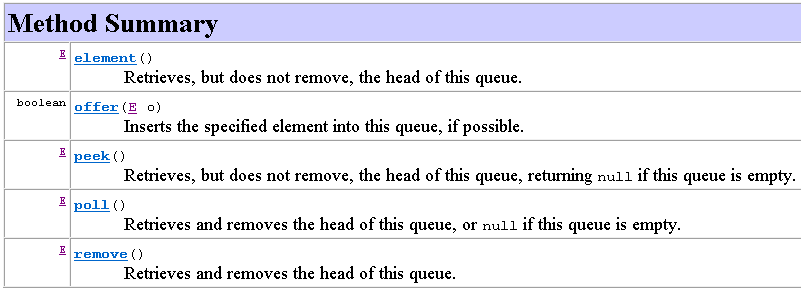 Method Summary
E element()
Retrieves, but does not remove, the head of this queue.
boolean offer(E o)
Inserts the specified element into this queue, if possible.
E peek()
Retrieves, but does not remove, the head of this queue, returning null if this queue is empty.
E poll()
Retrieves and removes the head of this queue, or null if this queue is empty.
E remove()
Retrieves and removes the head of this queue.